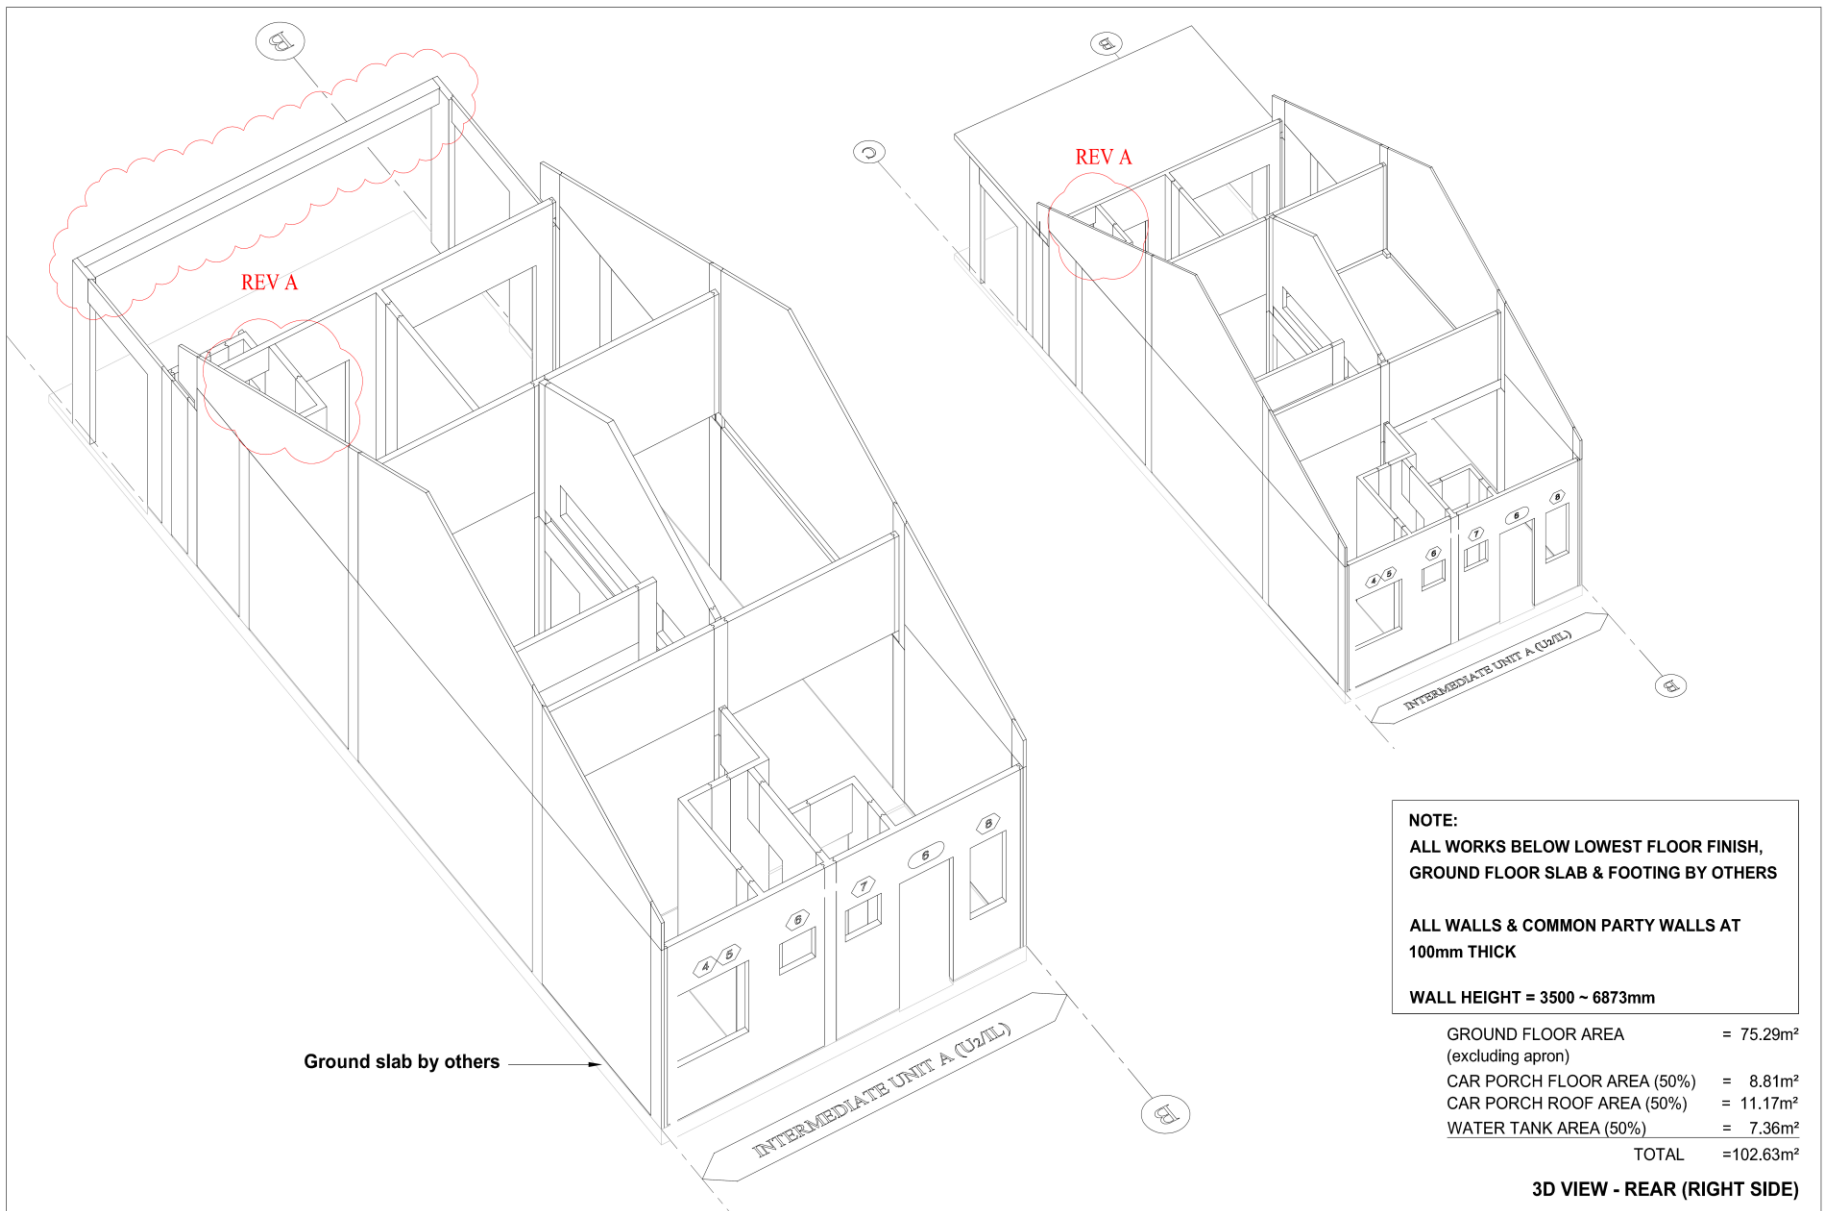 B
REV A
4
5
6
7
6
8
INTERMEDIATE UNIT A (U2/IL)
B
Ground slab by others
B
C
REV A
4
5
6
7
6
8
INTERMEDIATE UNIT A (U2/IL)
B
NOTE:
ALL WORKS BELOW LOWEST FLOOR FINISH,
GROUND FLOOR SLAB & FOOTING BY OTHERS
ALL WALLS & COMMON PARTY WALLS AT
100mm THICK
WALL HEIGHT = 3500 ~ 6873mm
GROUND FLOOR AREA = 75.29m²
(excluding apron)
CAR PORCH FLOOR AREA (50%) = 8.81m²
CAR PORCH ROOF AREA (50%) = 11.17m²
WATER TANK AREA (50%) = 7.36m²
TOTAL =102.63m²
3D VIEW - REAR (RIGHT SIDE)